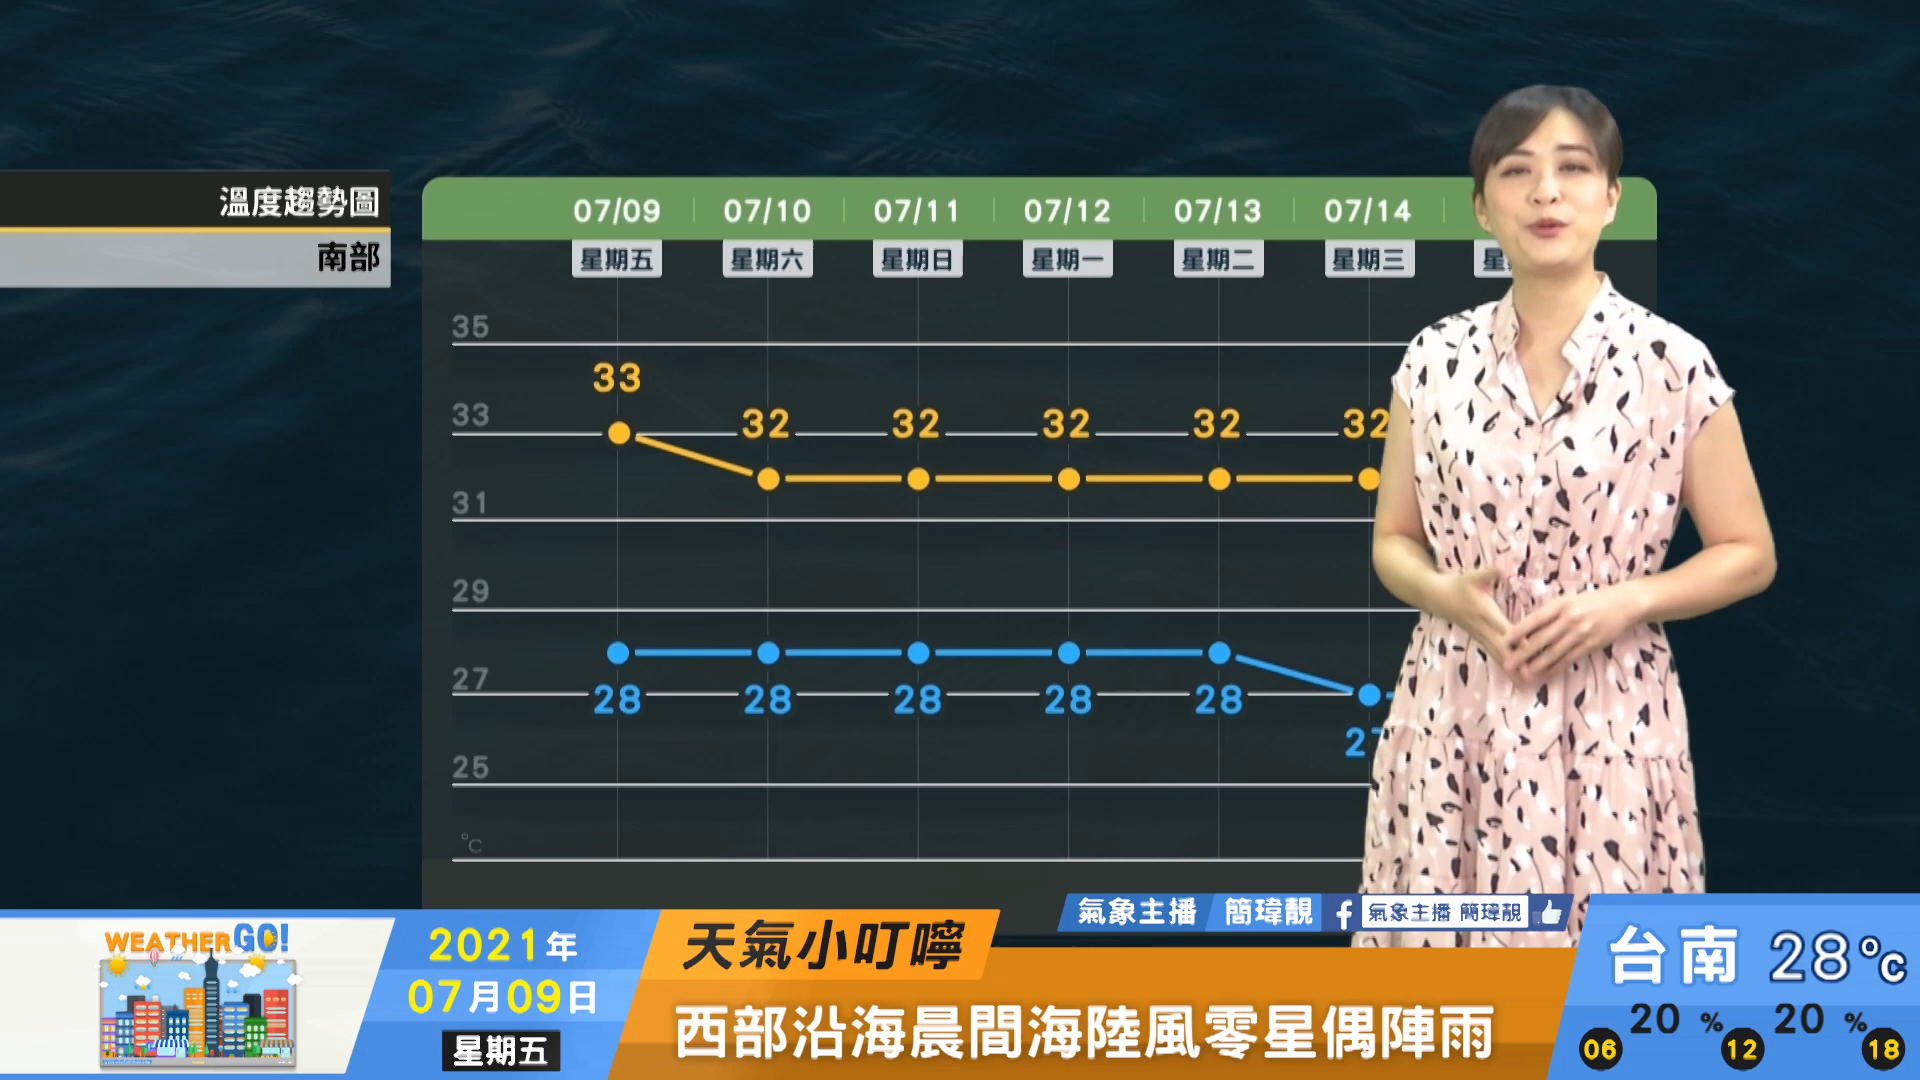 溫度趨勢圖
南部
07/09 07/10 07/11 07/12 07/13 07/14
星期五 星期六 星期日 星期一 星期二 星期三 星
35
33
31
29
27
25
°C
33 32 32 32 32 32
28 28 28 28 28 27
氣象主播 簡瑋靚 f 氣象主播 簡瑋靚
WEATHER GO!
2021年
07月09日
星期五
天氣小叮嚀
西部沿海晨間海陸風零星偶陣雨
台南 28°C
20 % 20 %
06 12 18